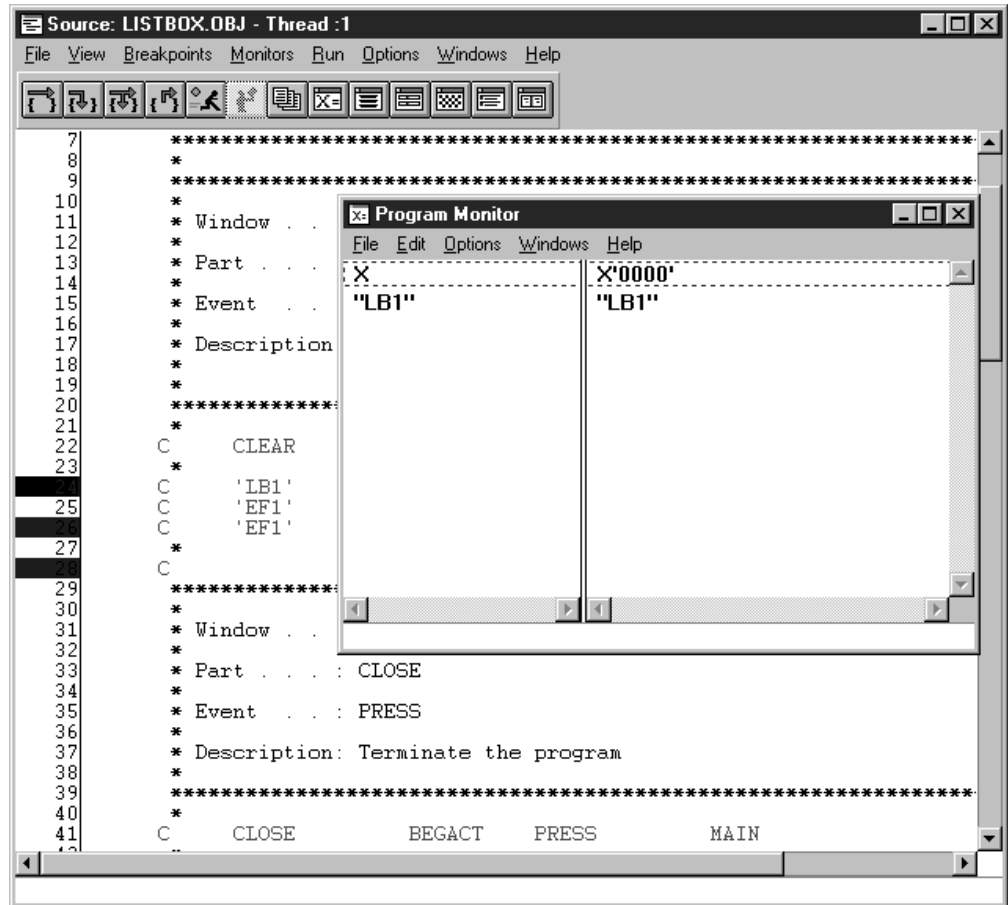 Source: LISTBOX.OBJ - Thread :1
File View Breakpoints Monitors Run Options Windows Help
7 *****************************************************************
8 *
9 *****************************************************************
10 *
11 * Window . .
12 *
13 * Part . . .
14 *
15 * Event . .
16 *
17 * Description
18 *
19 *
20 **************
21 *
22 C CLEAR
23 *
24 C 'LB1'
25 C 'EF1'
26 C 'EF1'
27 *
28 C
29 **************
30 *
31 * Window . .
32 *
33 * Part . . . : CLOSE
34 *
35 * Event . . : PRESS
36 *
37 * Description: Terminate the program
38 *
39 *****************************************************************
40 *
41 C CLOSE BEGACT PRESS MAIN
Program Monitor
File Edit Options Windows Help
X X'0000'
"LB1" "LB1"